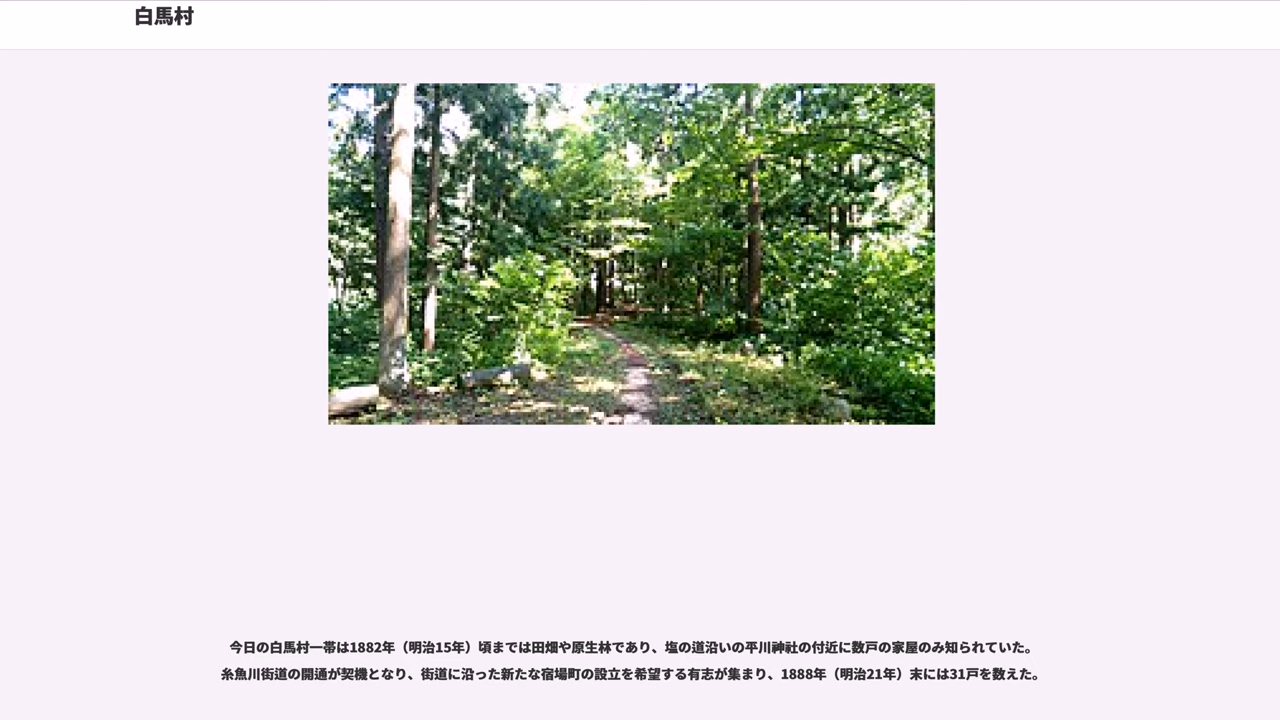 白馬村
今日の白馬村一帯は1882年（明治15年）頃までは田畑や原生林であり、塩の道沿いの平川神社の付近に数戸の家屋のみ知られていた。
糸魚川街道の開通が契機となり、街道に沿った新たな宿場町の設立を希望する有志が集まり、1888年（明治21年）末には31戸を数えた。